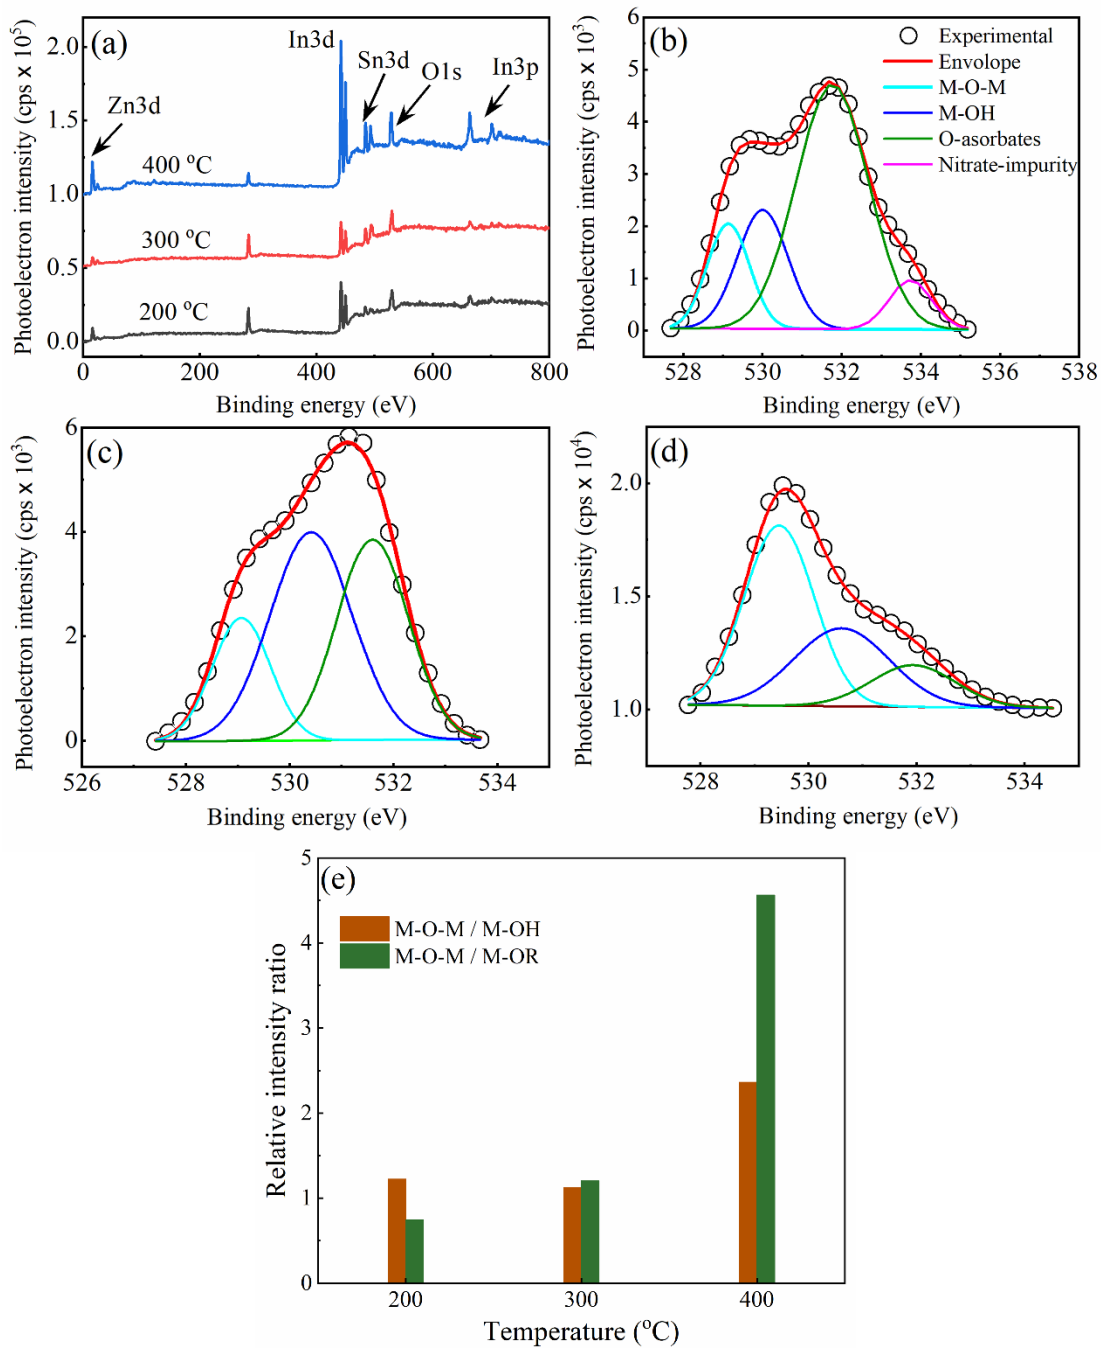 (a)
Zn3d
In3d
Sn3d
O1s
In3p
400 °C
300 °C
200 °C
2.0
1.5
1.0
0.5
0.0
0 200 400 600 800
Photoelectron intensity (cps x 10⁵)
Binding energy (eV)
(b)
Experimental
Envolope
M-O-M
M-OH
O-asorbates
Nitrate-impurity
6
5
4
3
2
1
0
528 530 532 534 536 538
Photoelectron intensity (cps x 10³)
Binding energy (eV)
(c)
6
4
2
0
526 528 530 532 534
Photoelectron intensity (cps x 10³)
Binding energy (eV)
(d)
2.0
1.5
1.0
528 530 532 534
Photoelectron intensity (cps x 10⁴)
Binding energy (eV)
(e)
M-O-M / M-OH
M-O-M / M-OR
5
4
3
2
1
0
200 300 400
Relative intensity ratio
Temperature (°C)